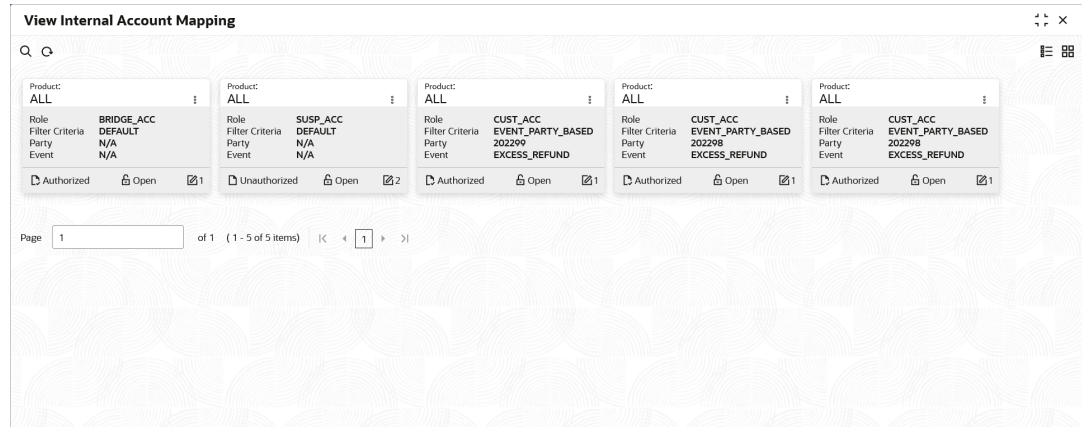 View Internal Account Mapping
Product:
ALL
Role BRIDGE_ACC
Filter Criteria DEFAULT
Party N/A
Event N/A
Authorized Open 1
Product:
ALL
Role SUSP_ACC
Filter Criteria DEFAULT
Party N/A
Event N/A
Unauthorized Open 2
Product:
ALL
Role CUST_ACC
Filter Criteria EVENT_PARTY_BASED
Party 202299
Event EXCESS_REFUND
Authorized Open 1
Product:
ALL
Role CUST_ACC
Filter Criteria EVENT_PARTY_BASED
Party 202298
Event EXCESS_REFUND
Authorized Open 1
Product:
ALL
Role CUST_ACC
Filter Criteria EVENT_PARTY_BASED
Party 202298
Event EXCESS_REFUND
Authorized Open 1
Page 1 of 1 ( 1 - 5 of 5 items) 1